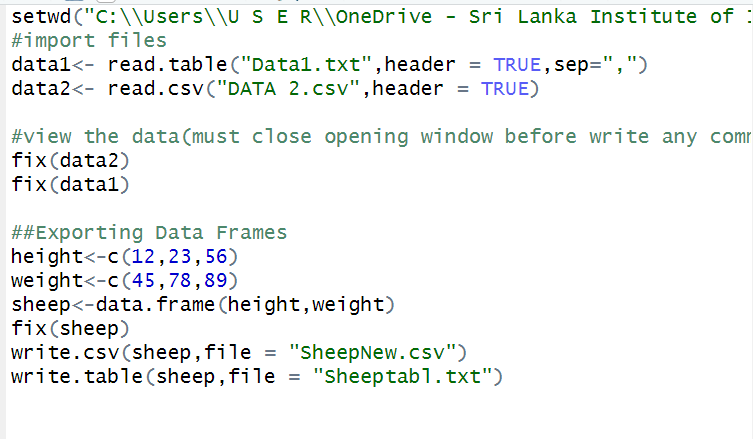 setwd("C:\\Users\\U S E R\\OneDrive - Sri Lanka Institute of
#import files
data1<- read.table("Data1.txt",header = TRUE,sep=",")
data2<- read.csv("DATA 2.csv",header = TRUE)
#view the data(must close opening window before write any comm
fix(data2)
fix(data1)
##Exporting Data Frames
height<-c(12,23,56)
weight<-c(45,78,89)
sheep<-data.frame(height,weight)
fix(sheep)
write.csv(sheep,file = "SheepNew.csv")
write.table(sheep,file = "Sheeptabl.txt")